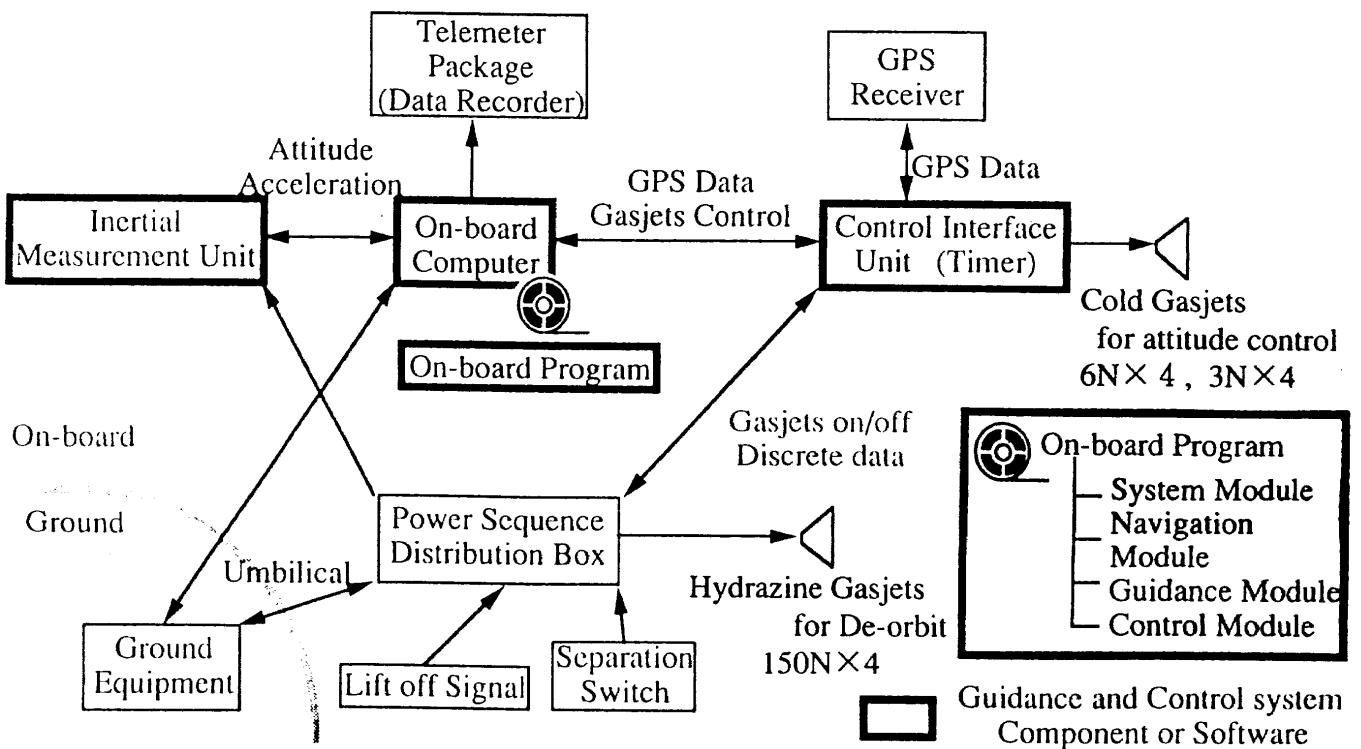 Telemeter
Package
(Data Recorder)
GPS
Receiver
Attitude
Acceleration
GPS Data
GPS Data
Gasjets Control
Inertial
Measurement Unit
On-board
Computer
Control Interface
Unit (Timer)
Cold Gasjets
for attitude control
6N×4 , 3N×4
On-board Program
On-board
Ground
Gasjets on/off
Discrete data
On-board Program
System Module
Navigation
Module
Guidance Module
Control Module
Power Sequence
Distribution Box
Umbilical
Hydrazine Gasjets
for De-orbit
150N×4
Ground
Equipment
Lift off Signal
Separation
Switch
Guidance and Control system
Component or Software